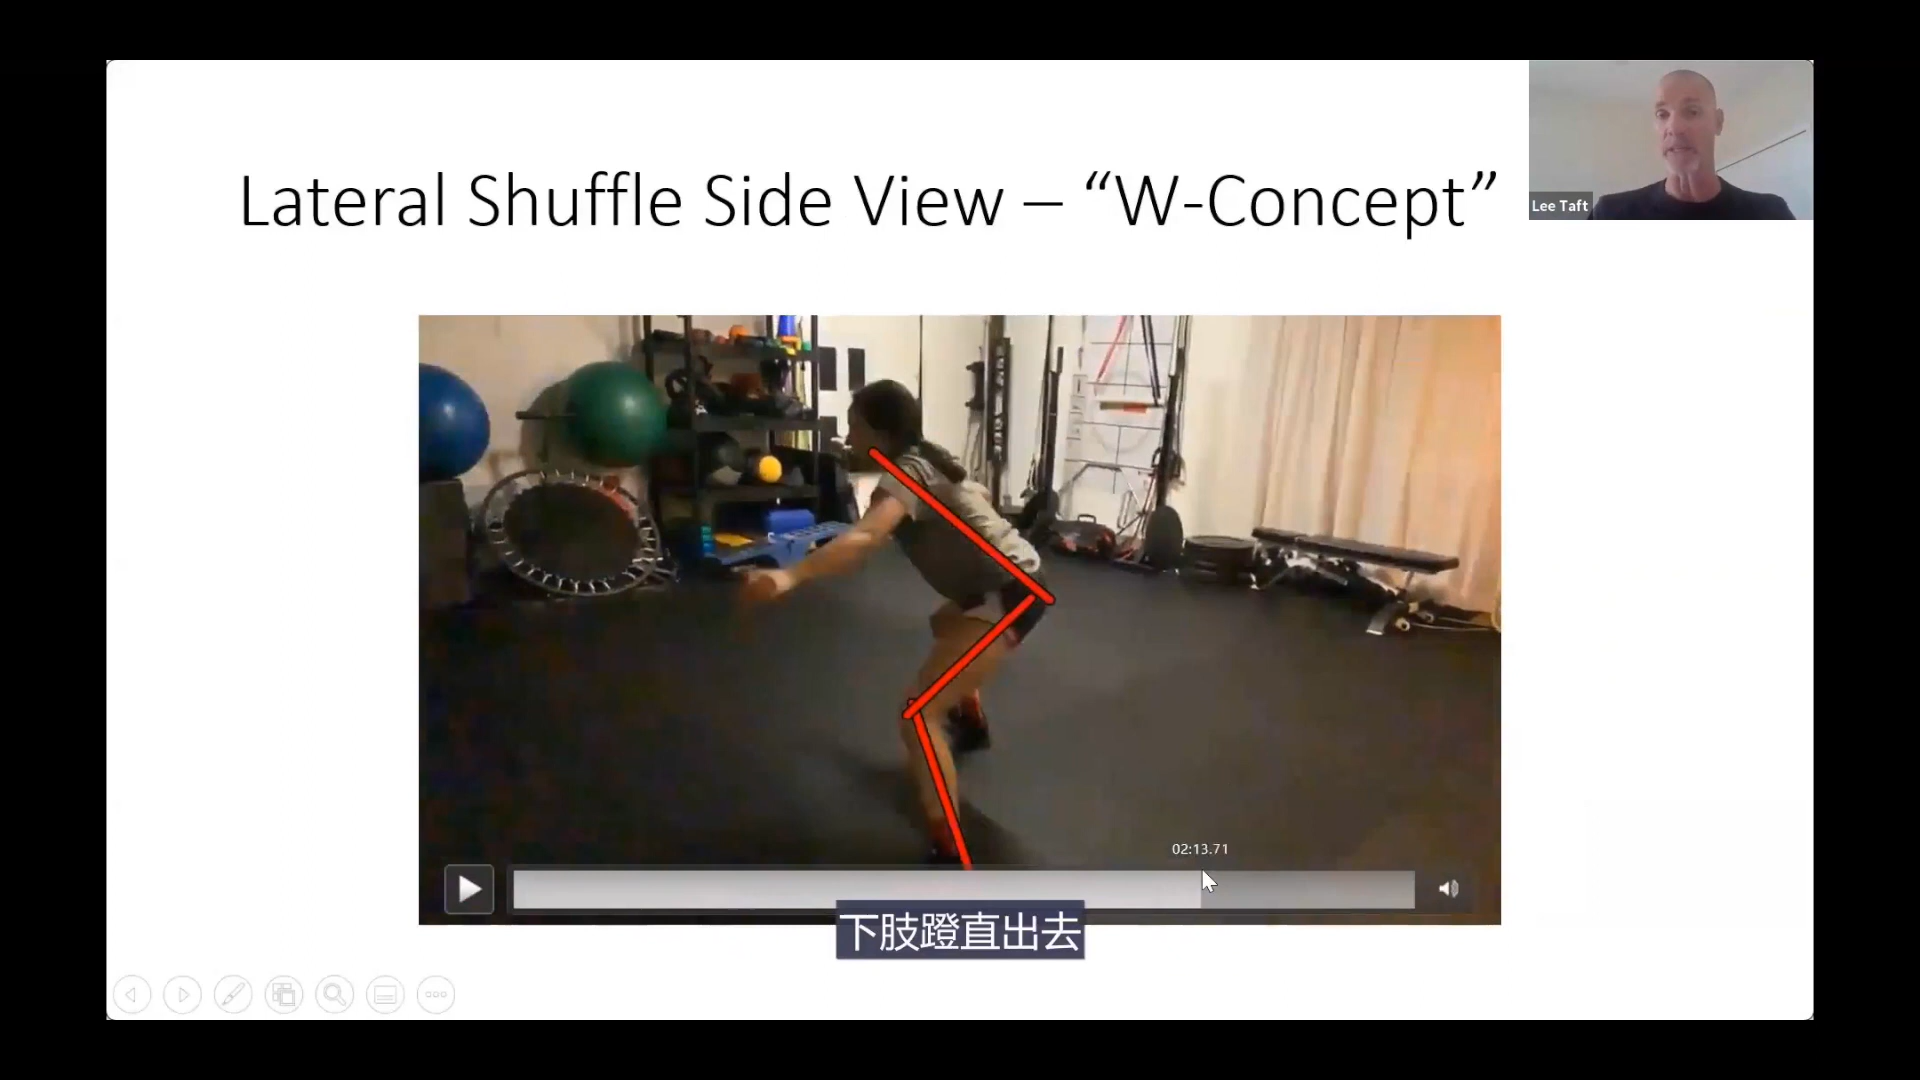 Lateral Shuffle Side View – “W-Concept”
Lee Taft
02:13.71
下肢蹬直出去